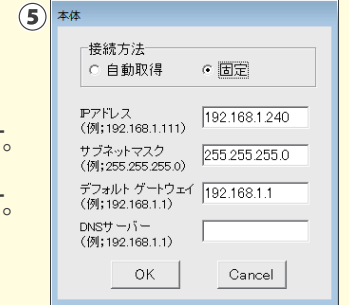 ⑤
本体
接続方法
自動取得 固定
IPアドレス 192.168.1.240
(例;192.168.1.111)
サブネットマスク 255.255.255.0
(例;255.255.255.0)
デフォルト ゲートウェイ 192.168.1.1
(例;192.168.1.1)
DNSサーバー
(例;192.168.1.1)
OK Cancel